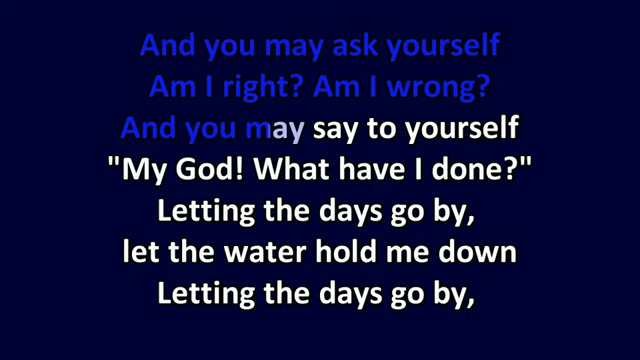 And you may ask yourself
Am I right? Am I wrong?
And you may say to yourself
"My God! What have I done?"
Letting the days go by,
let the water hold me down
Letting the days go by,